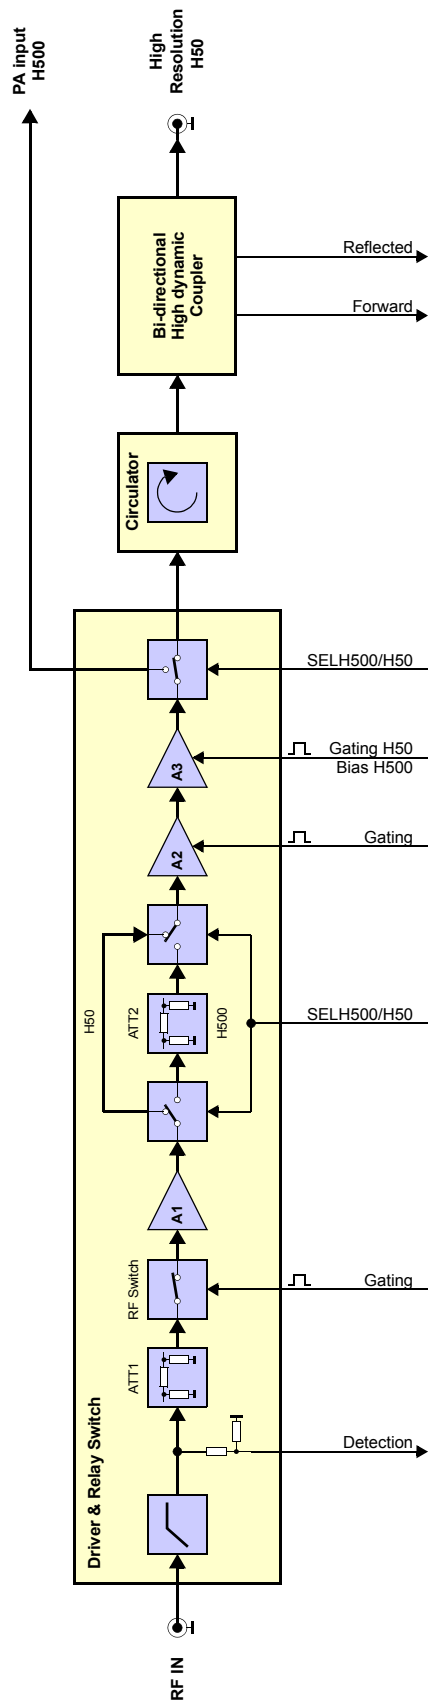 PA input
H500
High
Resolution
H50
Bi-directional
High dynamic
Coupler
Reflected
Forward
Circulator
SELH500/H50
A3
Gating H50
Bias H500
A2
Gating
H50
ATT2
H500
SELH500/H50
A1
RF Switch
Gating
ATT1
Detection
Driver & Relay Switch
RF IN